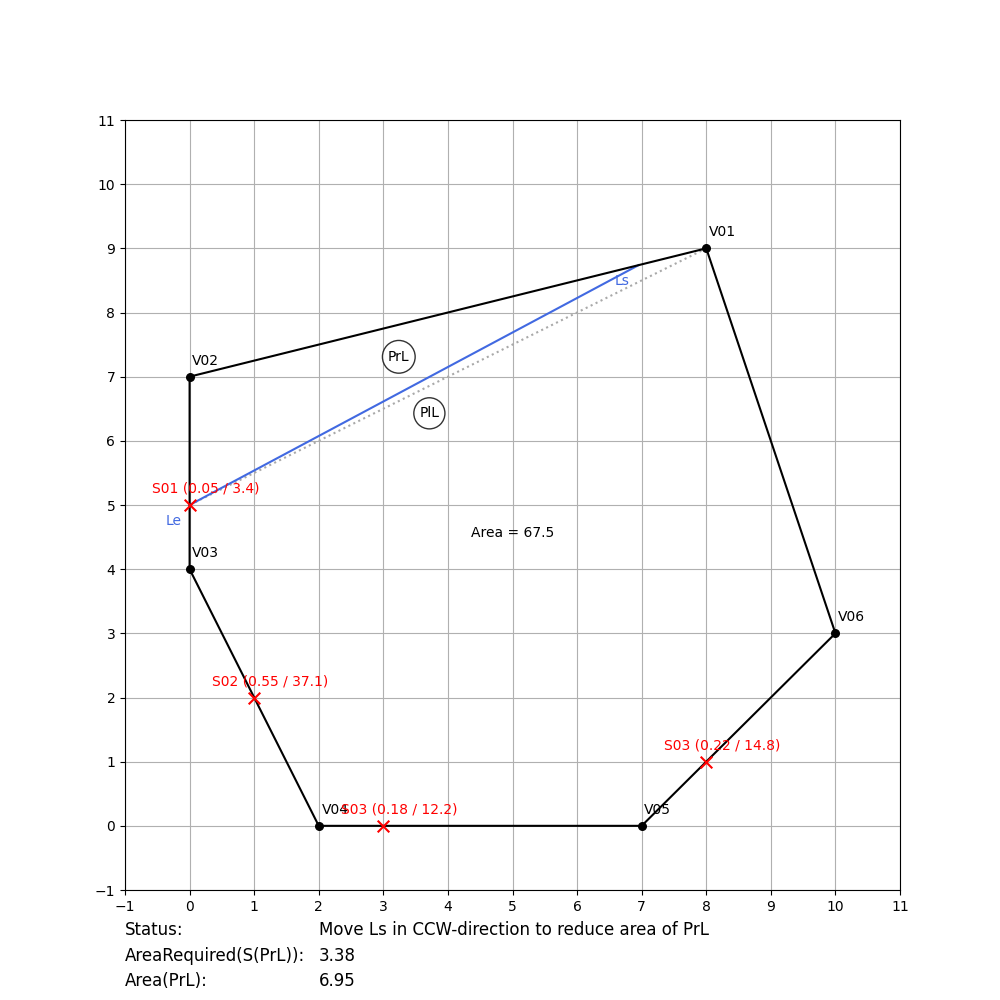 11
10
9
8
7
6
5
4
3
2
1
0
−1
−1 0 1 2 3 4 5 6 7 8 9 10 11
V01
Ls
PrL
V02
PlL
S01 (0.05 / 3.4)
Le
Area = 67.5
V03
V06
S02 (0.55 / 37.1)
S03 (0.22 / 14.8)
V04
S03 (0.18 / 12.2)
V05
Status: Move Ls in CCW-direction to reduce area of PrL
AreaRequired(S(PrL)): 3.38
Area(PrL): 6.95